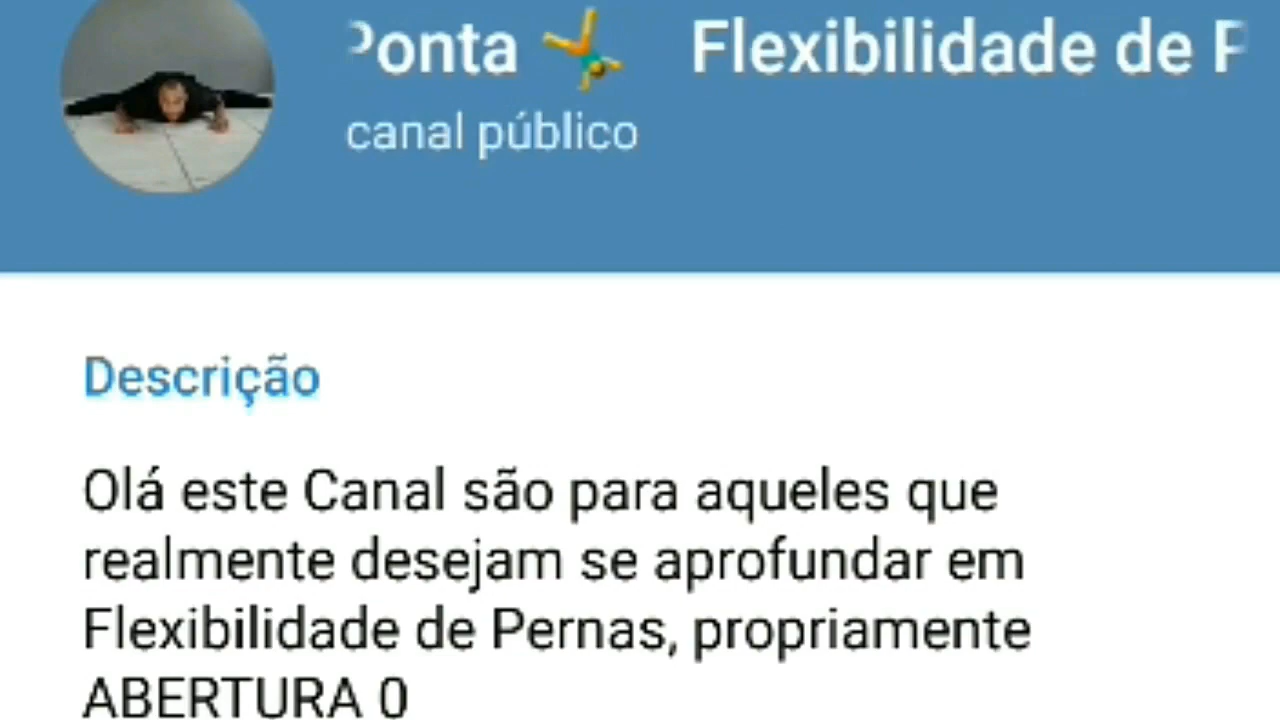 Ponta 🤸 Flexibilidade de P
canal público
Descrição
Olá este Canal são para aqueles que
realmente desejam se aprofundar em
Flexibilidade de Pernas, propriamente
ABERTURA 0